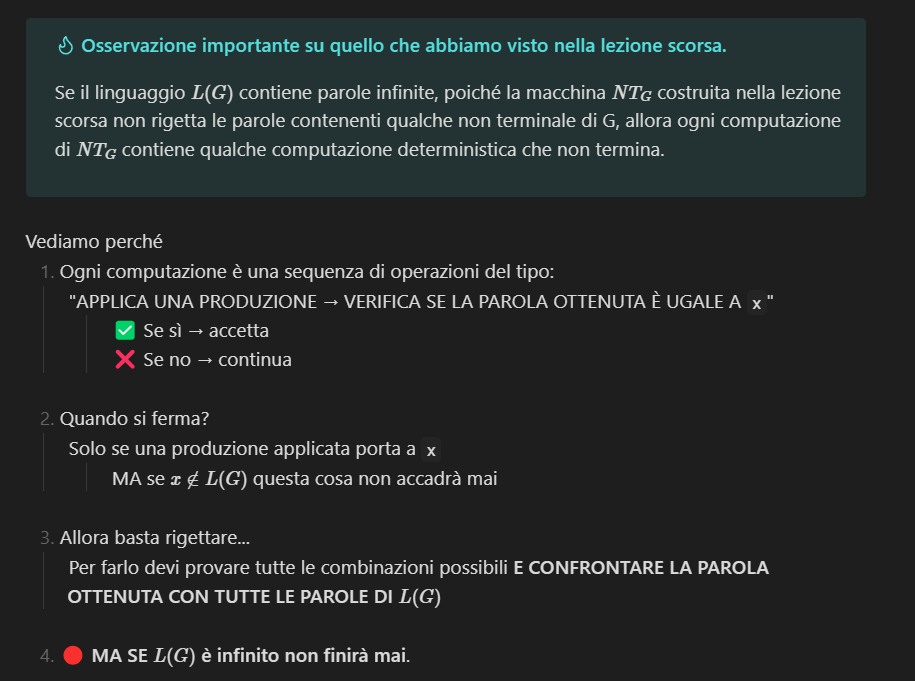 Osservazione importante su quello che abbiamo visto nella lezione scorsa.
Se il linguaggio L(G) contiene parole infinite, poiché la macchina NT_G costruita nella lezione
scorsa non rigetta le parole contenenti qualche non terminale di G, allora ogni computazione
di NT_G contiene qualche computazione deterministica che non termina.
Vediamo perché
1. Ogni computazione è una sequenza di operazioni del tipo:
"APPLICA UNA PRODUZIONE → VERIFICA SE LA PAROLA OTTENUTA È UGALE A x"
✅ Se sì → accetta
❌ Se no → continua
2. Quando si ferma?
Solo se una produzione applicata porta a x
MA se x ∉ L(G) questa cosa non accadrà mai
3. Allora basta rigettare...
Per farlo devi provare tutte le combinazioni possibili E CONFRONTARE LA PAROLA
OTTENUTA CON TUTTE LE PAROLE DI L(G)
4. 🔴 MA SE L(G) è infinito non finirà mai.